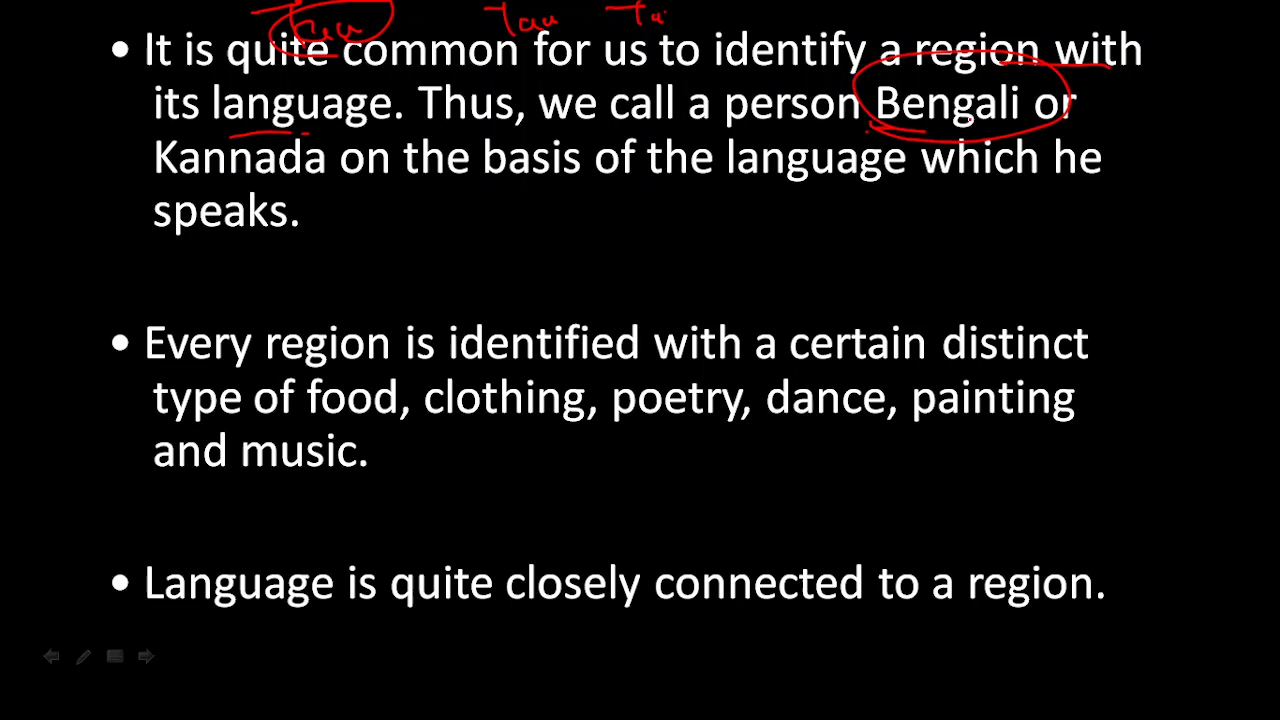 • It is quite common for us to identify a region with
its language. Thus, we call a person Bengali or
Kannada on the basis of the language which he
speaks.
• Every region is identified with a certain distinct
type of food, clothing, poetry, dance, painting
and music.
• Language is quite closely connected to a region.